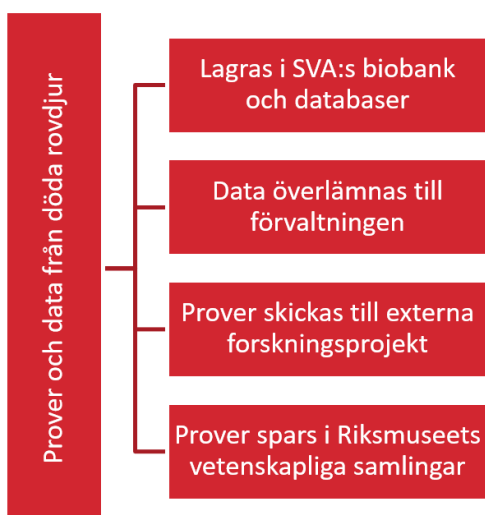 Prover och data från döda rovdjur
Lagras i SVA:s biobank
och databaser
Data överlämnas till
förvaltningen
Prover skickas till externa
forskningsprojekt
Prover spars i Riksmuseets
vetenskapliga samlingar